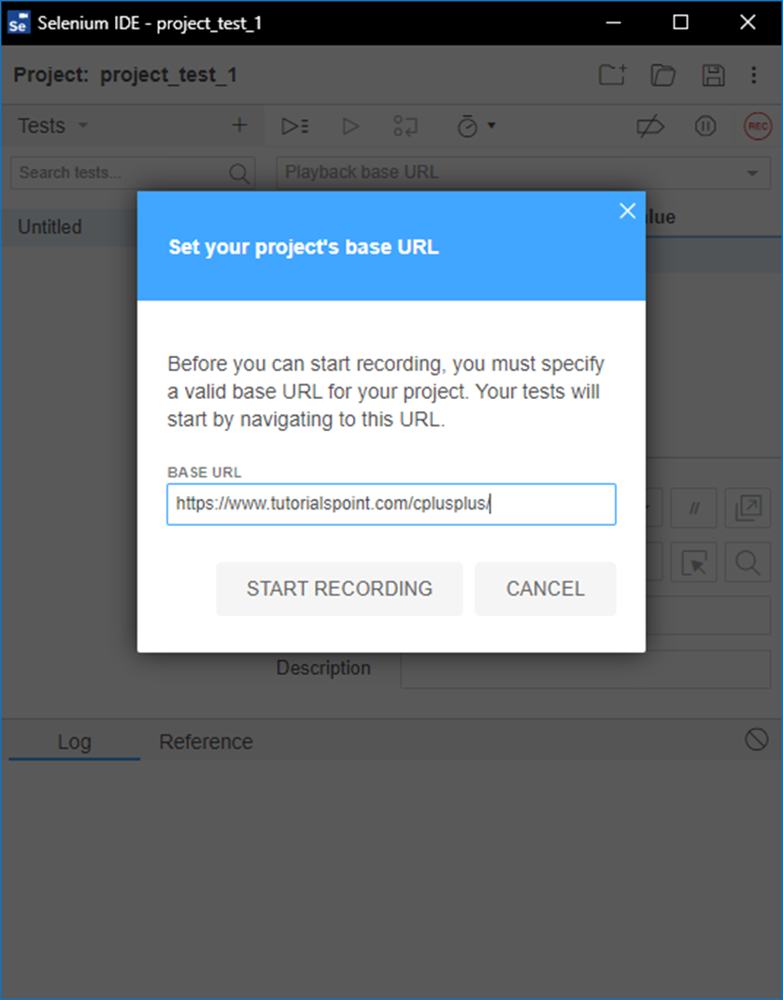 Se Selenium IDE - project_test_1
Project: project_test_1
Tests
REC
Search tests...
Playback base URL
Untitled
alue
Set your project's base URL
Before you can start recording, you must specify
a valid base URL for your project. Your tests will
start by navigating to this URL.
BASE URL
https://www.tutorialspoint.com/cplusplus/
//
START RECORDING CANCEL
Description
Log Reference